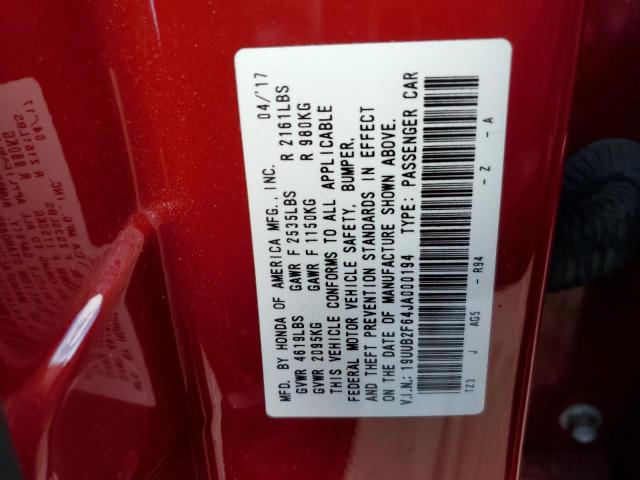 MFD. BY HONDA OF AMERICA MFG., INC. 04/'17
GVWR 4619LBS GAWR F 2535LBS R 2161LBS
GVWR 2095KG GAWR F 1150KG R 980KG
THIS VEHICLE CONFORMS TO ALL APPLICABLE
FEDERAL MOTOR VEHICLE SAFETY, BUMPER,
AND THEFT PREVENTION STANDARDS IN EFFECT
ON THE DATE OF MANUFACTURE SHOWN ABOVE.
V.I.N.: 19UUB2F64JA000194 TYPE: PASSENGER CAR
TZ3 J AG5 - R94 - Z - A